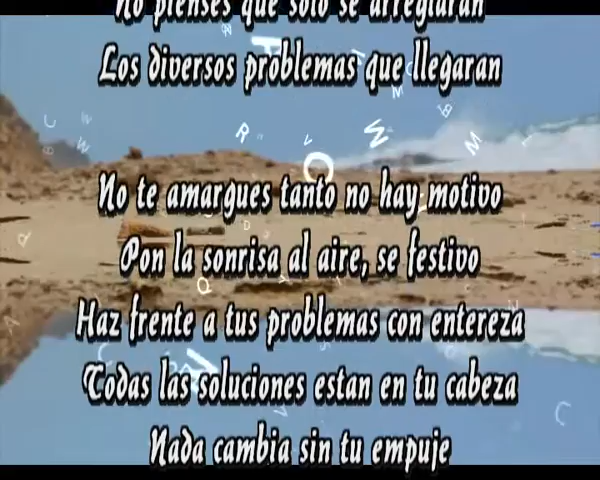 No pienses que solo se arreglaran
Los diversos problemas que llegaran
No te amargues tanto no hay motivo
Pon la sonrisa al aire, se festivo
Haz frente a tus problemas con entereza
Todas las soluciones estan en tu cabeza
Nada cambia sin tu empuje